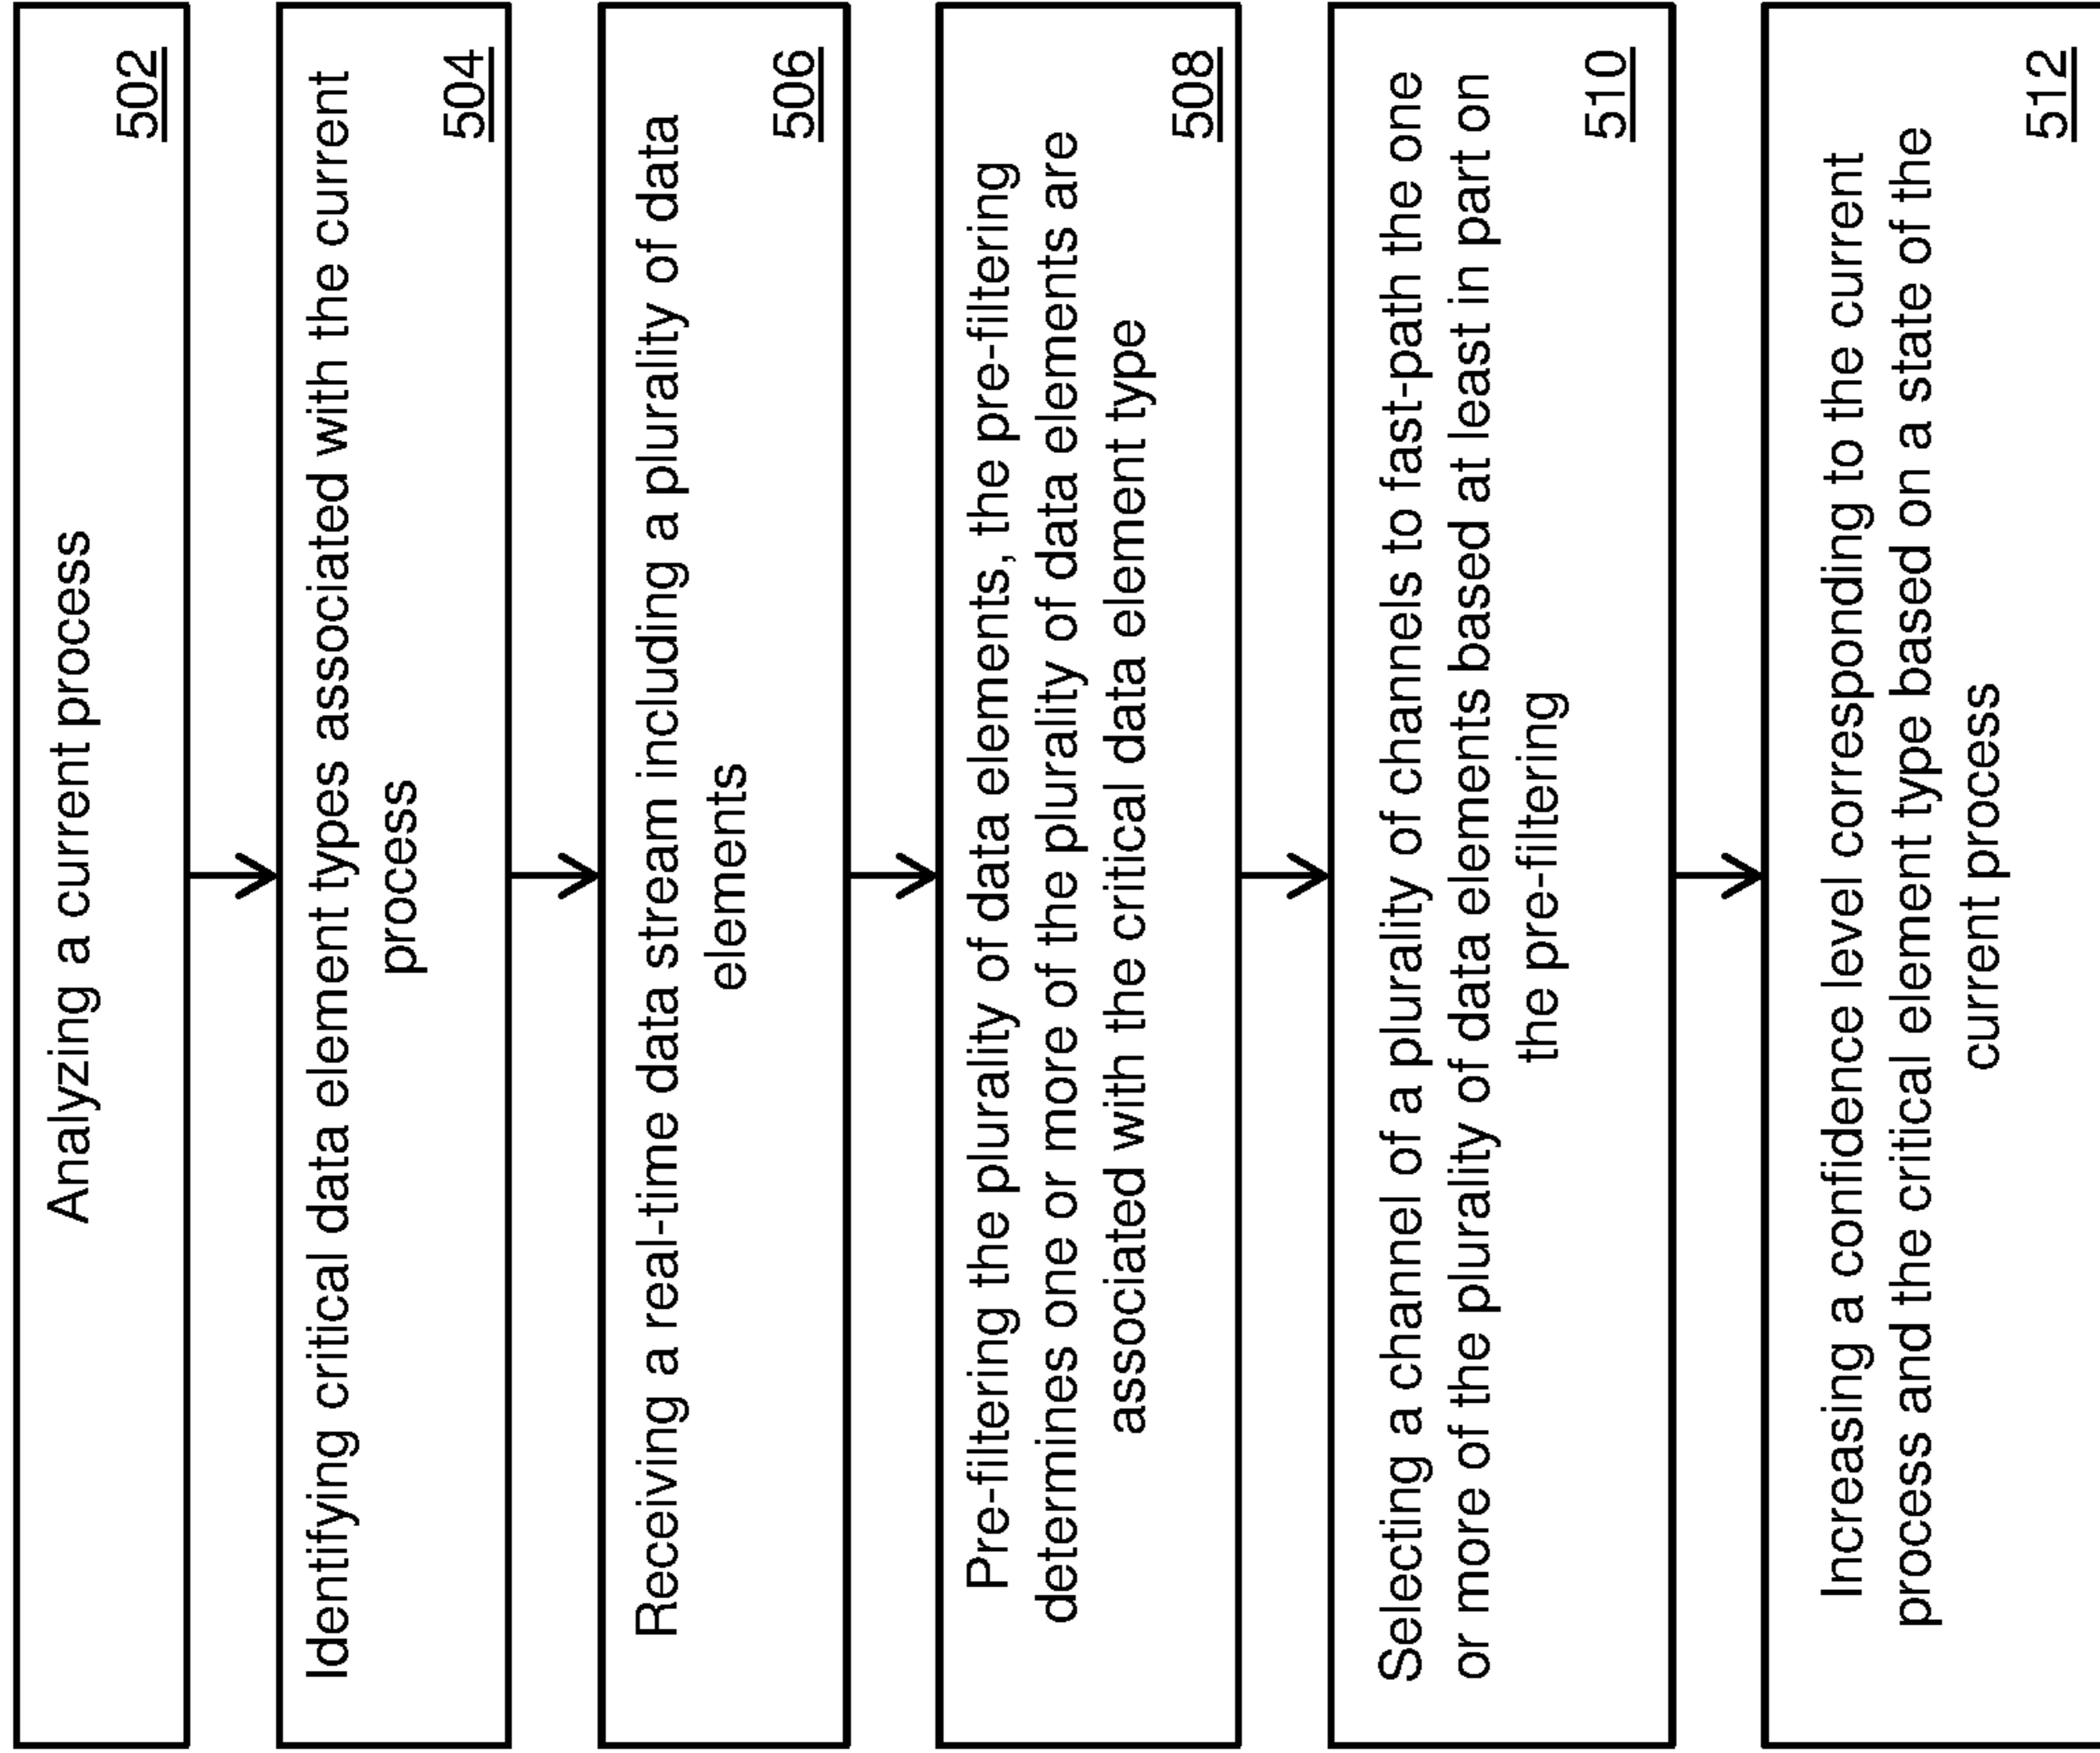 Analyzing a current process
502
Identifying critical data element types associated with the current
process
504
Receiving a real-time data stream including a plurality of data
elements
506
Pre-filtering the plurality of data elements, the pre-filtering
determines one or more of the plurality of data elements are
associated with the critical data element type
508
Selecting a channel of a plurality of channels to fast-path the one
or more of the plurality of data elements based at least in part on
the pre-filtering
510
Increasing a confidence level corresponding to the current
process and the critical element type based on a state of the
current process
512